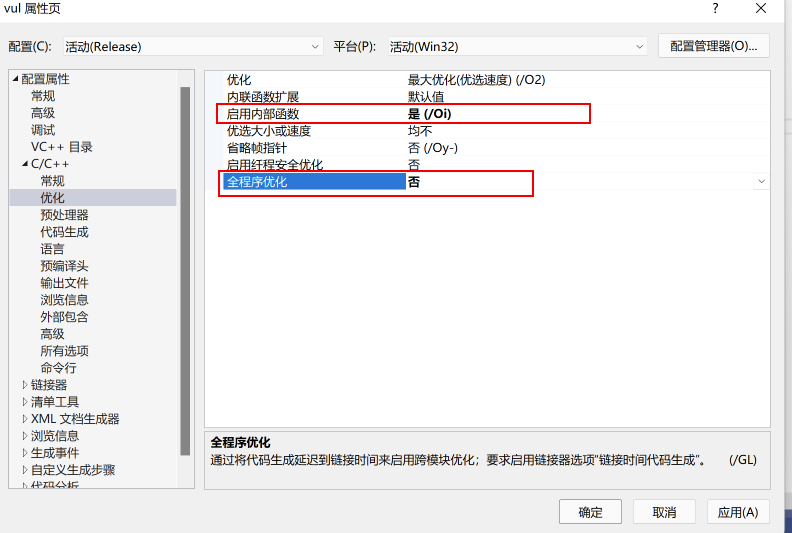 vul 属性页
?
配置(C): 活动(Release) 平台(P): 活动(Win32) 配置管理器(O)...
配置属性
常规
高级
调试
VC++ 目录
C/C++
常规
优化
预处理器
代码生成
语言
预编译头
输出文件
浏览信息
外部包含
高级
所有选项
命令行
链接器
清单工具
XML 文档生成器
浏览信息
生成事件
自定义生成步骤
代码分析
优化 最大优化(优选速度) (/O2)
内联函数扩展 默认值
启用内部函数 是 (/Oi)
优选大小或速度 均不
省略帧指针 否 (/Oy-)
启用纤程安全优化 否
全程序优化 否
全程序优化
通过将代码生成延迟到链接时间来启用跨模块优化；要求启用链接器选项“链接时间代码生成”。 (/GL)
确定 取消 应用(A)